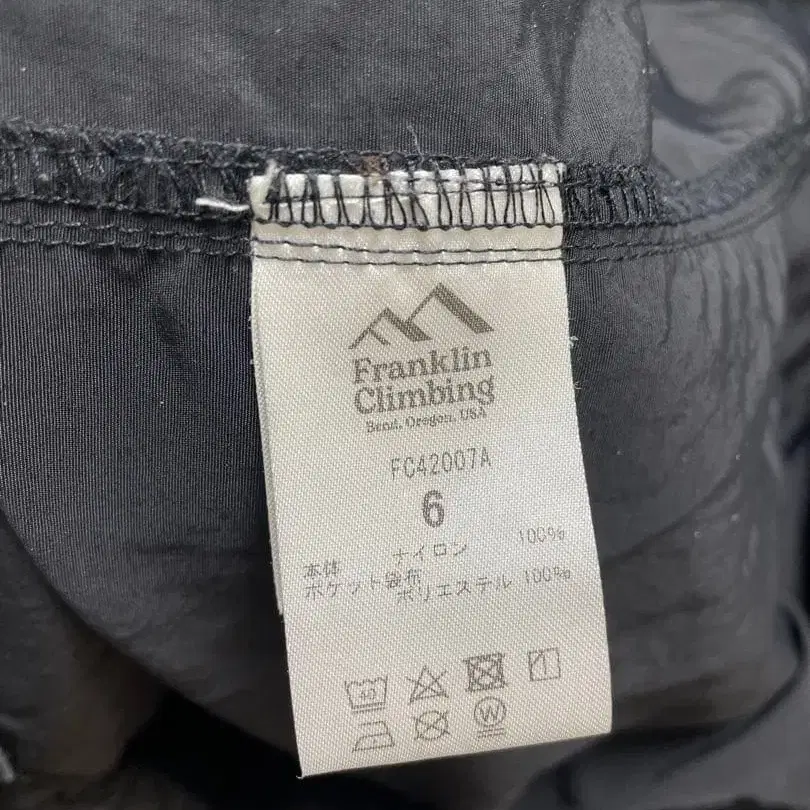 Franklin
Climbing
Bend, Oregon, USA
FC42007A
6
本体 ナイロン 100%
ポケット袋布 ポリエステル 100%
40
W